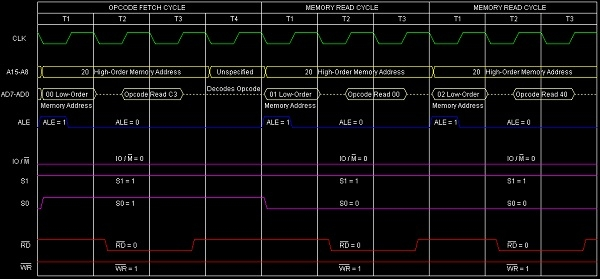 OPCODE FETCH CYCLE MEMORY READ CYCLE MEMORY READ CYCLE
T1 T2 T3 T4 T1 T2 T3 T1 T2 T3
CLK
A15-A8 20 High-Order Memory Address Unspecified 20 High-Order Memory Address 20 High-Order Memory Address
Decodes Opcode
AD7-AD0 00 Low-Order Opcode Read C3 01 Low-Order Opcode Read 00 02 Low-Order Opcode Read 40
Memory Address Memory Address Memory Address
ALE ALE = 1 ALE = 0 ALE = 1 ALE = 0 ALE = 1 ALE = 0
IO / M̅ IO / M̅ = 0 IO / M̅ = 0 IO / M̅ = 0
S1 S1 = 1 S1 = 1 S1 = 1
S0 S0 = 1 S0 = 0 S0 = 0
R̅D̅ R̅D̅ = 0 R̅D̅ = 0 R̅D̅ = 0
W̅R̅ W̅R̅ = 1 W̅R̅ = 1 W̅R̅ = 1